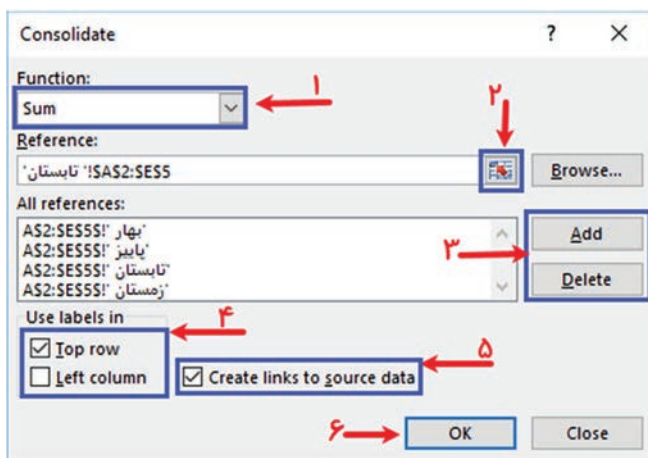 Consolidate ? ×
Function:
Sum ۱
Reference: ۲
'تابستان '!$A$2:$E$5 Browse...
All references:
A$2:$E$5$!' بهار' Add
A$2:$E$5$!' پاییز' ۳
A$2:$E$5$!' تابستان' Delete
A$2:$E$5$!' زمستان'
Use labels in ۴
Top row ۵
Left column Create links to source data
۶ OK Close